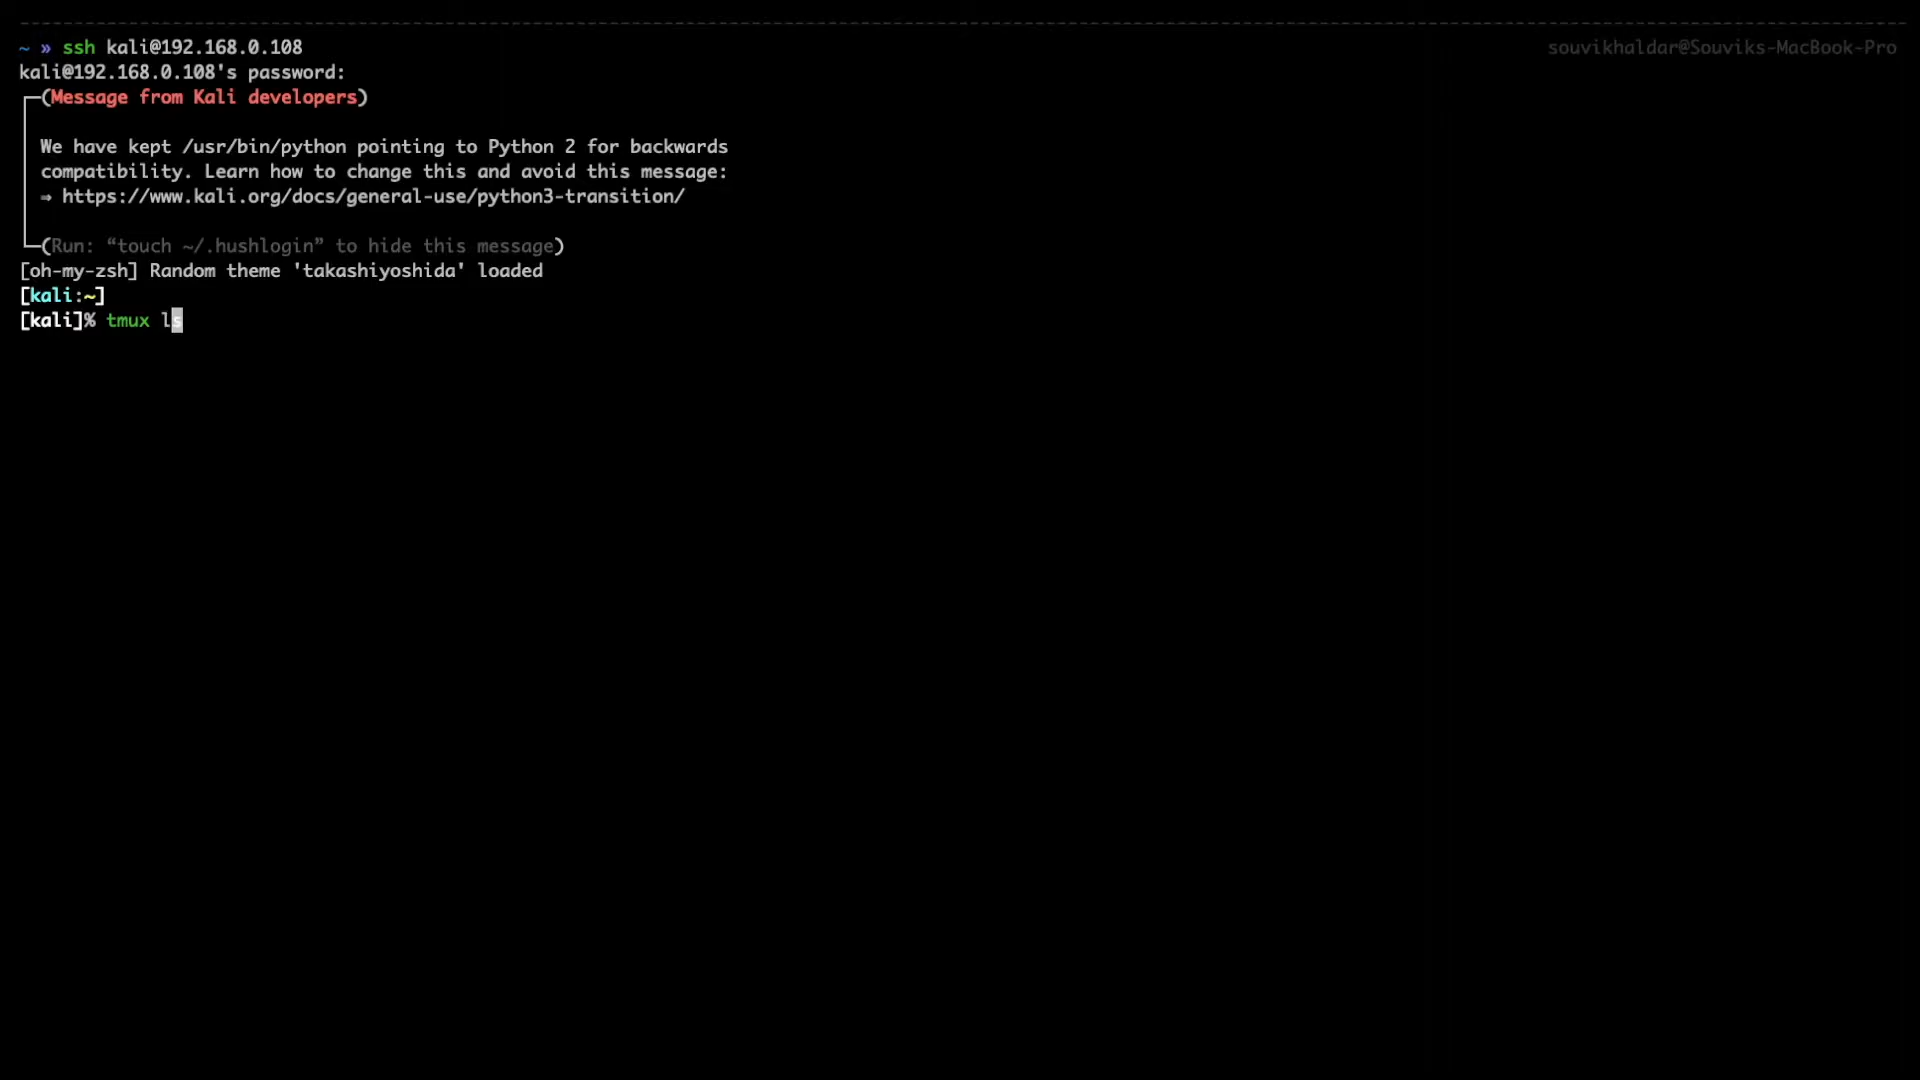 ~ » ssh kali@192.168.0.108 souvikhaldar@Souviks-MacBook-Pro
kali@192.168.0.108's password:
(Message from Kali developers)
We have kept /usr/bin/python pointing to Python 2 for backwards
compatibility. Learn how to change this and avoid this message:
⇒ https://www.kali.org/docs/general-use/python3-transition/
(Run: “touch ~/.hushlogin” to hide this message)
[oh-my-zsh] Random theme 'takashiyoshida' loaded
[kali:~]
[kali]% tmux ls